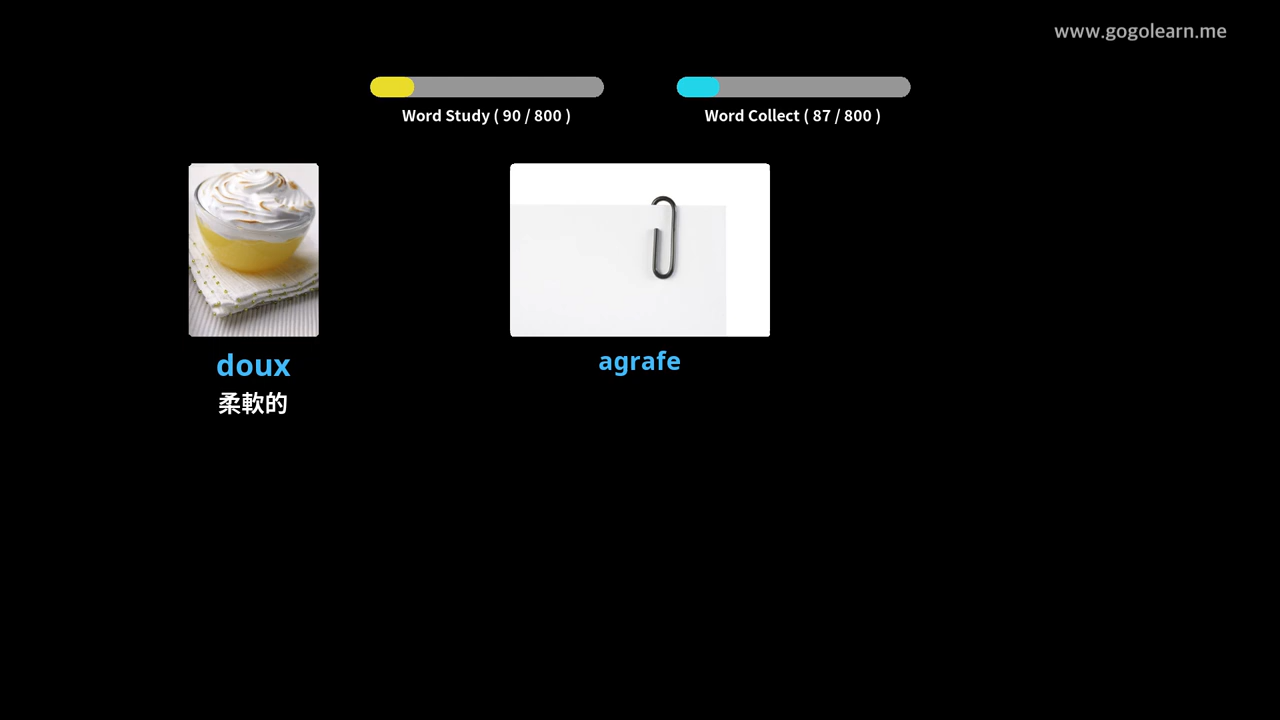 www.gogolearn.me
Word Study ( 90 / 800 )
Word Collect ( 87 / 800 )
doux
柔軟的
agrafe